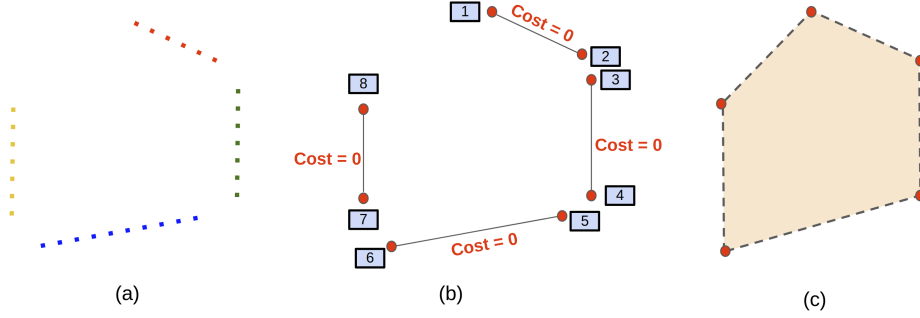 1
Cost = 0
2
3
8
Cost = 0
Cost = 0
4
7
5
Cost = 0
6
(a)
(b)
(c)